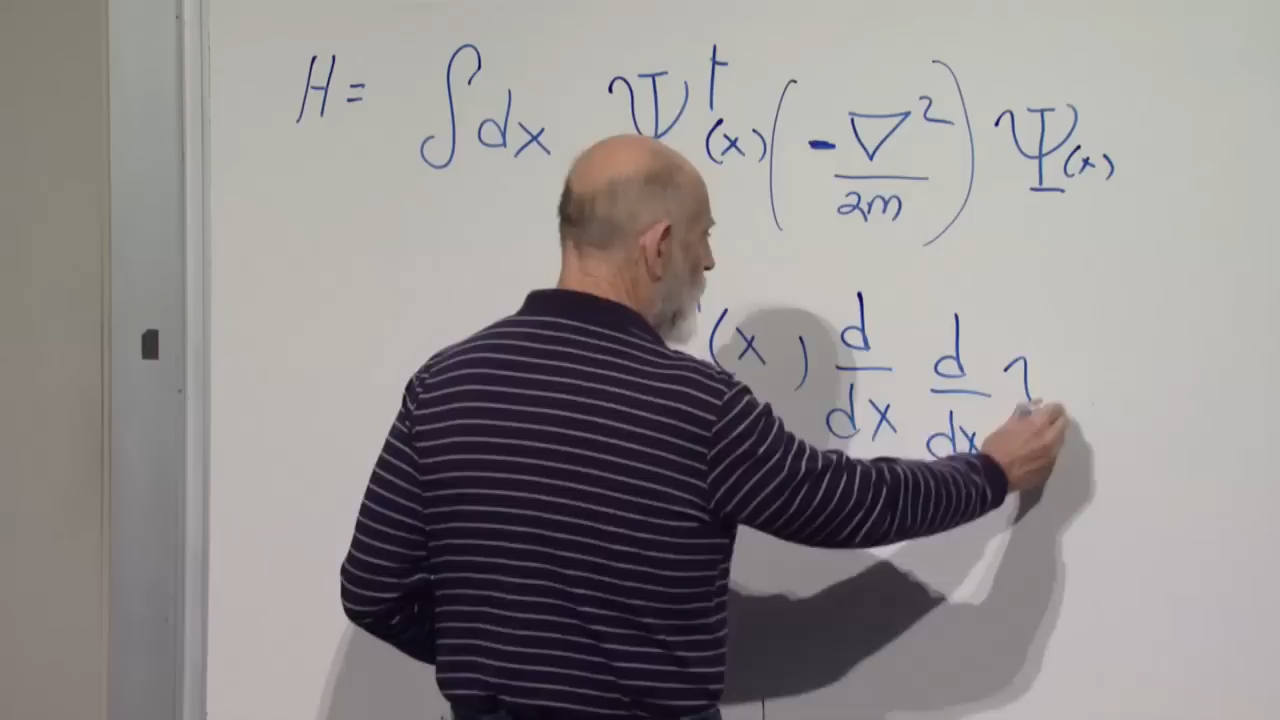 H = ∫dx Ψ†(x) (-∇²/2m) Ψ(x)
(x) d/dx d/dx